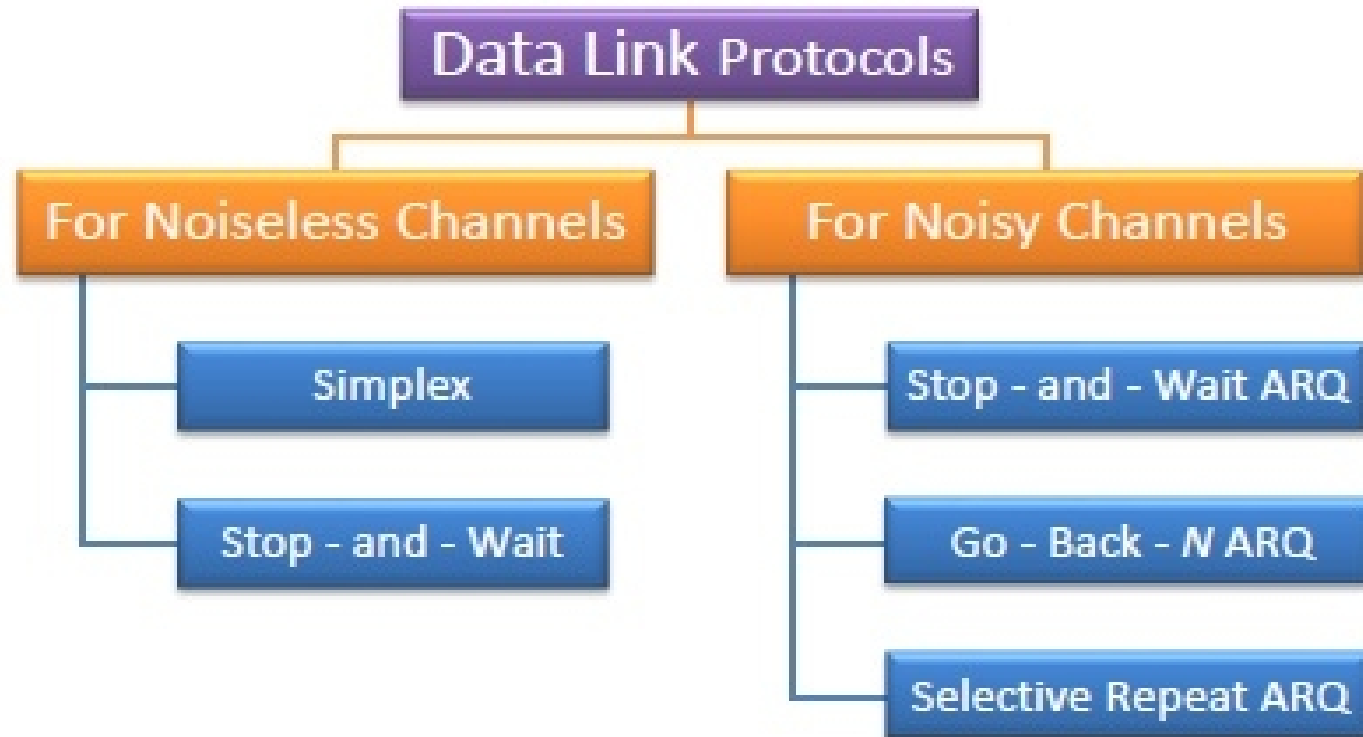 Data Link Protocols
For Noiseless Channels
For Noisy Channels
Simplex
Stop - and - Wait
Stop - and - Wait ARQ
Go - Back - N ARQ
Selective Repeat ARQ